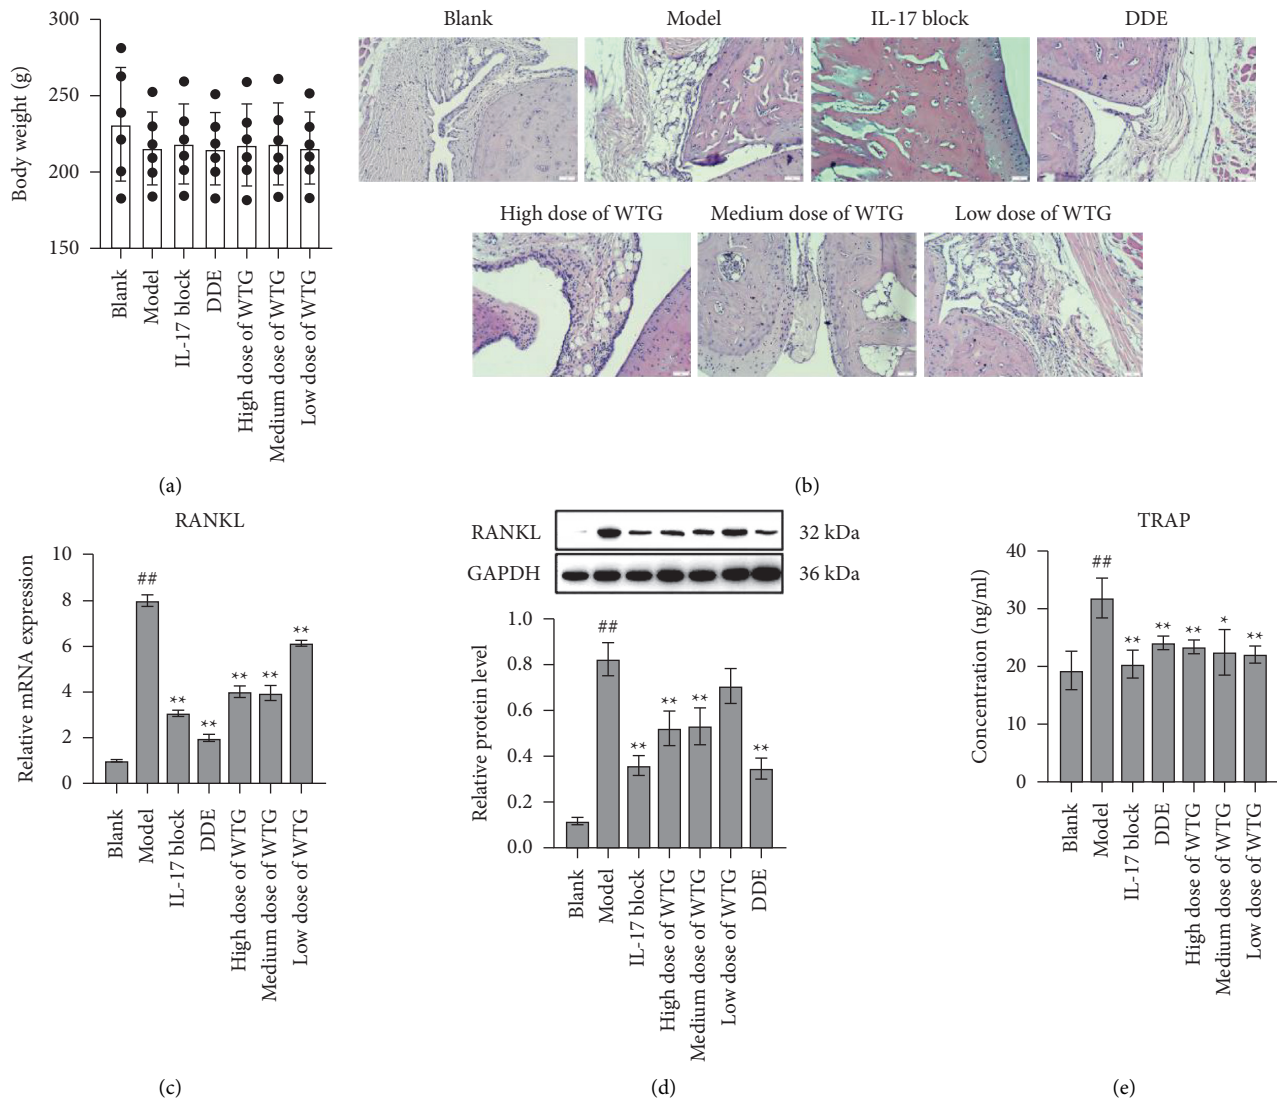 300
250
200
150
Body weight (g)
Blank
Model
IL-17 block
DDE
High dose of WTG
Medium dose of WTG
Low dose of WTG
(a)
Blank
Model
IL-17 block
DDE
High dose of WTG
Medium dose of WTG
Low dose of WTG
(b)
RANKL
10
8
6
4
2
0
Relative mRNA expression
##
**
**
**
**
**
Blank
Model
IL-17 block
DDE
High dose of WTG
Medium dose of WTG
Low dose of WTG
(c)
RANKL
32 kDa
GAPDH
36 kDa
1.0
0.8
0.6
0.4
0.2
0.0
Relative protein level
##
**
**
**
**
Blank
Model
IL-17 block
High dose of WTG
Medium dose of WTG
Low dose of WTG
DDE
(d)
TRAP
40
30
20
10
0
Concentration (ng/ml)
##
**
**
**
*
**
Blank
Model
IL-17 block
DDE
High dose of WTG
Medium dose of WTG
Low dose of WTG
(e)